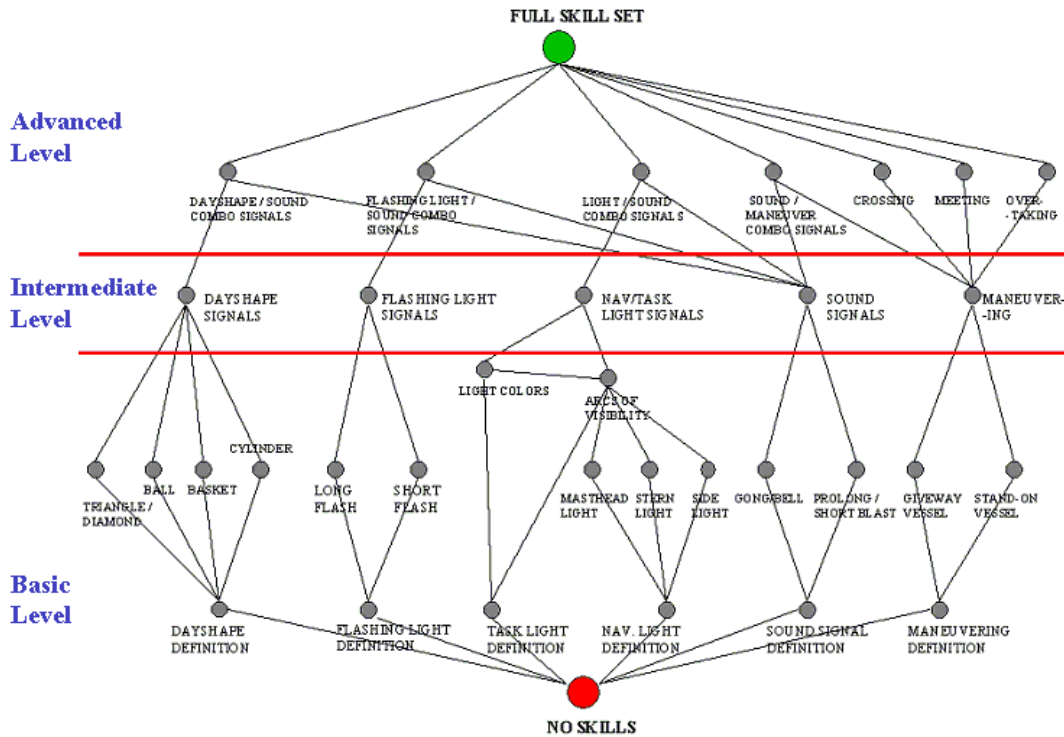 FULL SKILL SET
Advanced
Level
DAYSHAPE / SOUND
COMBO SIGNALS
FLASHING LIGHT /
SOUND COMBO
SIGNALS
LIGHT / SOUND
COMBO SIGNALS
SOUND /
MANEUVER
COMBO SIGNALS
CROSSING
MEETING
OVER-
-TAKING
Intermediate
Level
DAYSHAPE
SIGNALS
FLASHING LIGHT
SIGNALS
NAV/TASK
LIGHT SIGNALS
SOUND
SIGNALS
MANEUVER-
-ING
LIGHT COLORS
ARCS OF
VISIBILITY
TRIANGLE /
DIAMOND
BALL
BASKET
CYLINDER
LONG
FLASH
SHORT
FLASH
MASTHEAD
LIGHT
STERN
LIGHT
SIDE
LIGHT
GONG/BELL
PROLONG /
SHORT BLAST
GIVEWAY
VESSEL
STAND-ON
VESSEL
Basic
Level
DAYSHAPE
DEFINITION
FLASHING LIGHT
DEFINITION
TASK LIGHT
DEFINITION
NAV. LIGHT
DEFINITION
SOUND SIGNAL
DEFINITION
MANEUVERING
DEFINITION
NO SKILLS